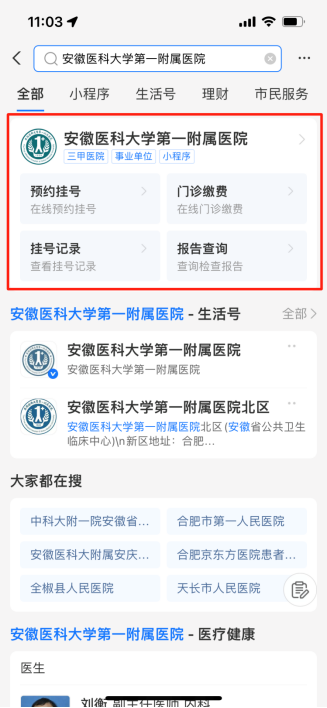 11:03
安徽医科大学第一附属医院
全部 小程序 生活号 理财 市民服务
安徽医科大学第一附属医院
三甲医院 事业单位 小程序
预约挂号 门诊缴费
在线预约挂号 在线门诊缴费
挂号记录 报告查询
查看挂号记录 查询检查报告
安徽医科大学第一附属医院 - 生活号 全部
安徽医科大学第一附属医院
安徽医科大学第一附属医院
安徽医科大学第一附属医院北区
安徽医科大学第一附属医院北区(安徽省公共卫生
临床中心)\n新区地址：合肥...
大家都在搜
中科大附一院安徽省... 合肥市第一人民医院
安徽医科大附属安庆... 合肥京东方医院患者...
全椒县人民医院 天长市人民医院
安徽医科大学第一附属医院 - 医疗健康
医生
刘衡 副主任医师 内科